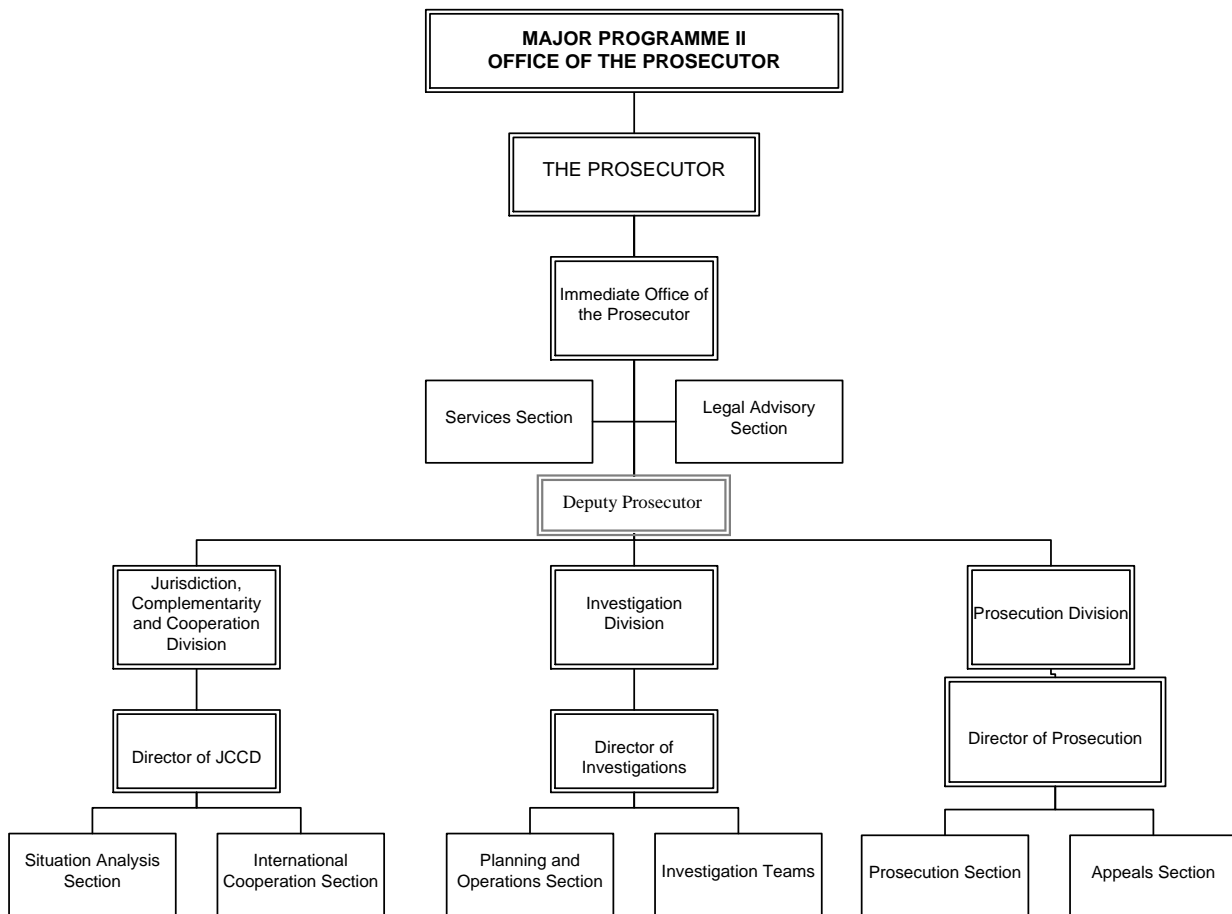 MAJOR PROGRAMME II
OFFICE OF THE PROSECUTOR
THE PROSECUTOR
Immediate Office of
the Prosecutor
Services Section
Legal Advisory
Section
Deputy Prosecutor
Jurisdiction,
Complementarity
and Cooperation
Division
Investigation
Division
Prosecution Division
Director of JCCD
Director of
Investigations
Director of Prosecution
Situation Analysis
Section
International
Cooperation Section
Planning and
Operations Section
Investigation Teams
Prosecution Section
Appeals Section